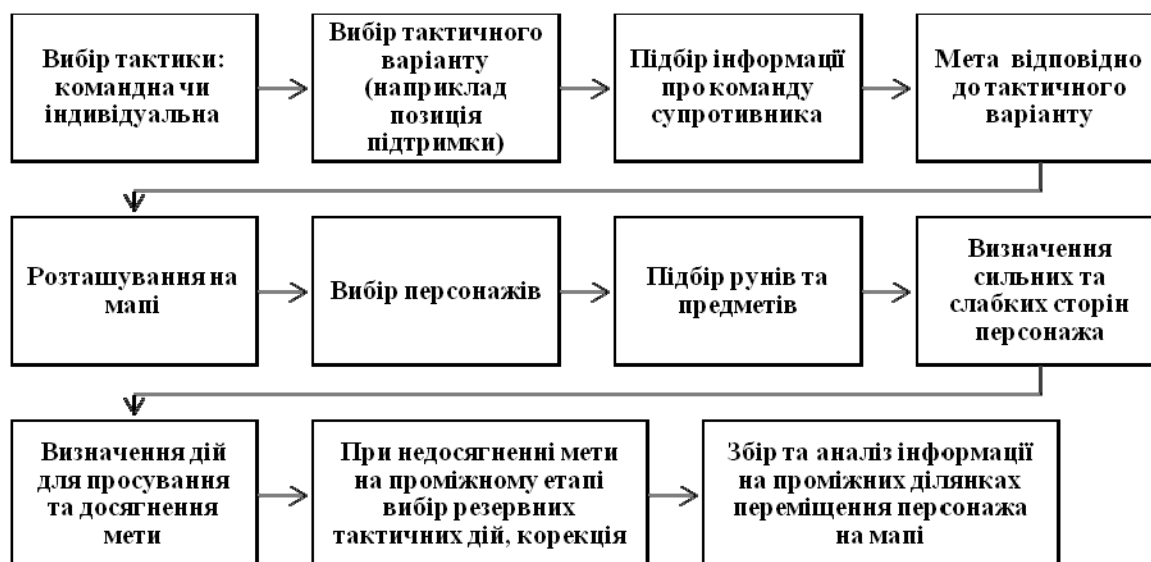 Вибір тактики:
командна чи
індивідуальна
Вибір тактичного
варіанту
(наприклад
позиція
підтримки)
Підбір інформації
про команду
супротивника
Мета відповідно
до тактичного
варіанту
Розташування на
мапі
Вибір персонажів
Підбір рунів та
предметів
Визначення
сильних та
слабких сторін
персонажа
Визначення дій
для просування
та досягнення
мети
При недосягненні мети
на проміжному етапі
вибір резервних
тактичних дій, корекція
Збір та аналіз інформації
на проміжних ділянках
переміщення персонажа
на мапі